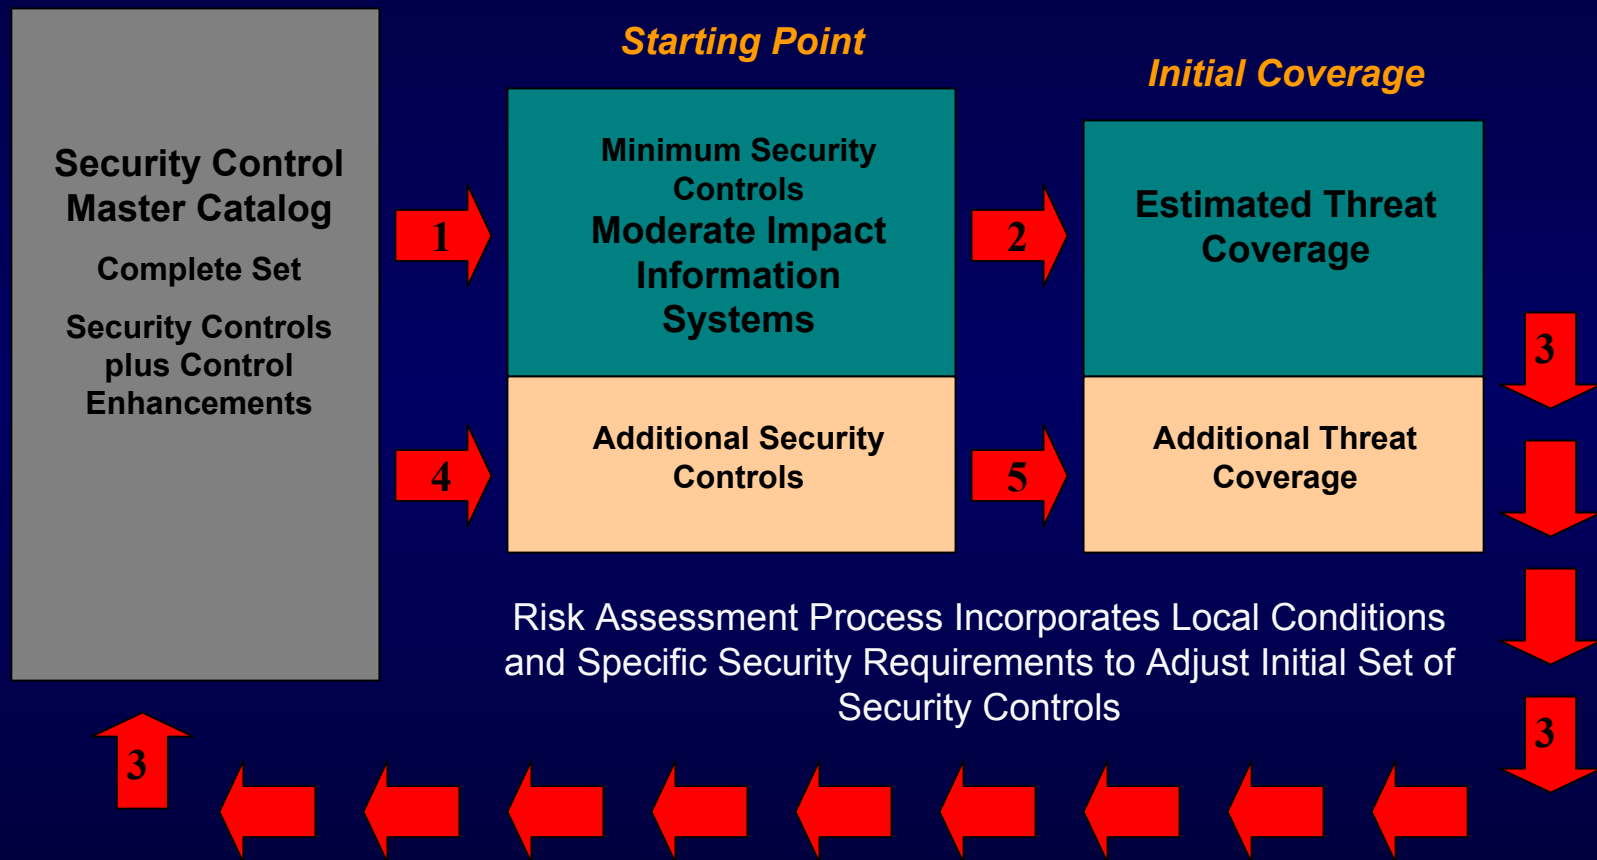 Starting Point
Initial Coverage
Security Control
Master Catalog
Complete Set
Security Controls
plus Control
Enhancements
1
Minimum Security
Controls
Moderate Impact
Information
Systems
2
Estimated Threat
Coverage
3
4
Additional Security
Controls
5
Additional Threat
Coverage
Risk Assessment Process Incorporates Local Conditions
and Specific Security Requirements to Adjust Initial Set of
Security Controls
3
3